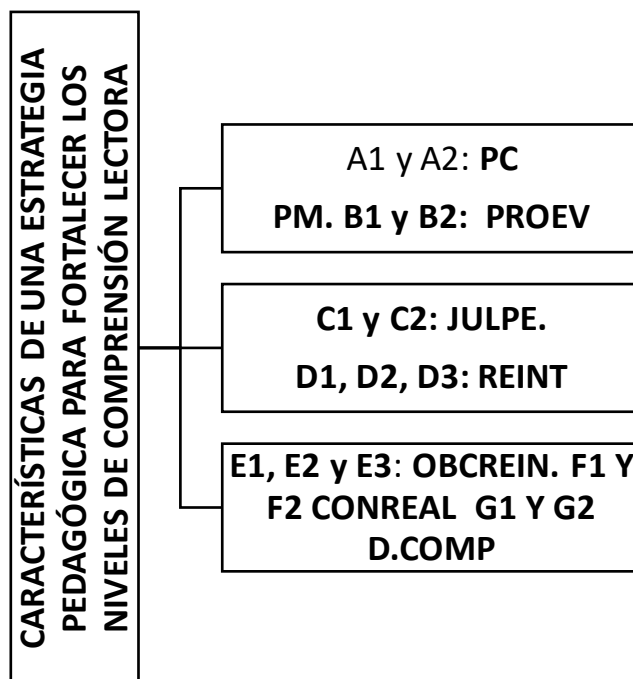 CARACTERÍSTICAS DE UNA ESTRATEGIA
PEDAGÓGICA PARA FORTALECER LOS
NIVELES DE COMPRENSIÓN LECTORA
A1 y A2: PC
PM. B1 y B2: PROEV
C1 y C2: JULPE.
D1, D2, D3: REINT
E1, E2 y E3: OBCREIN. F1 Y
F2 CONREAL G1 Y G2
D.COMP